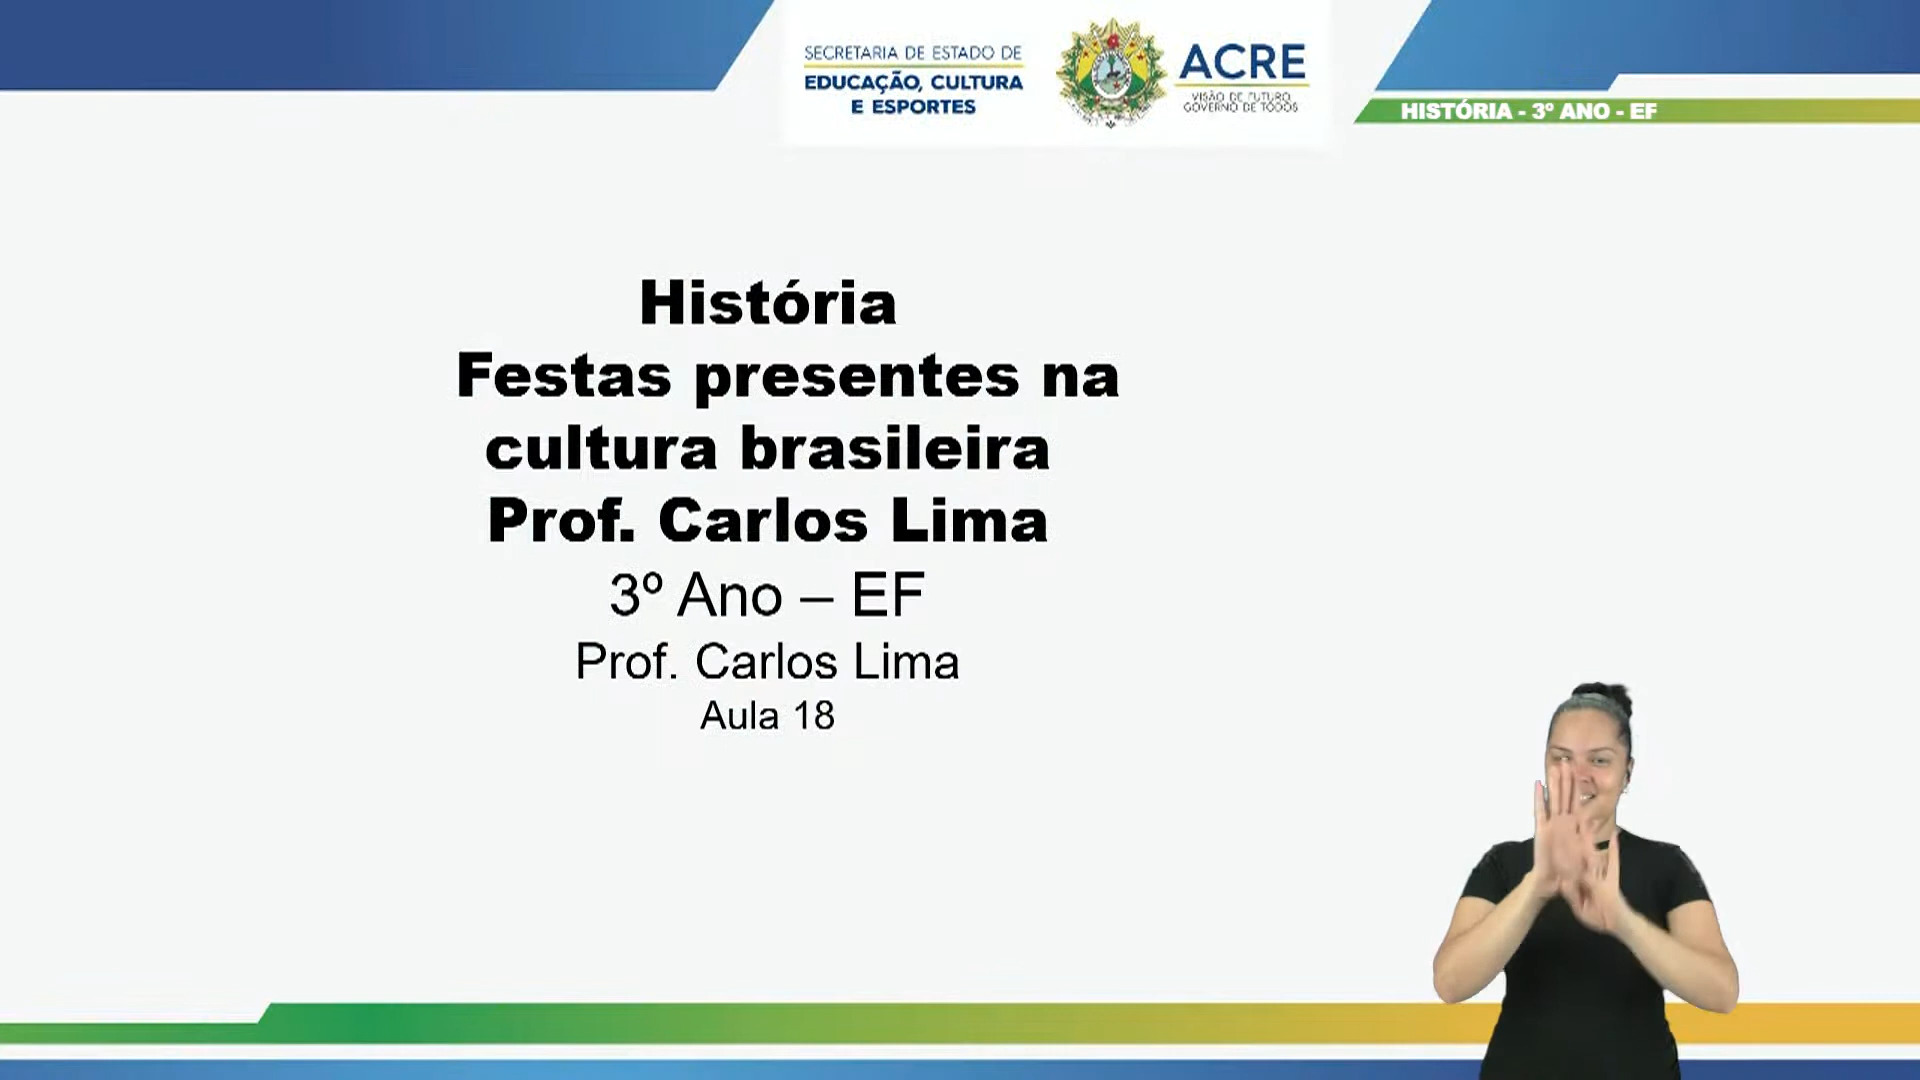 SECRETARIA DE ESTADO DE
EDUCAÇÃO, CULTURA
E ESPORTES
ACRE
VISÃO DE FUTURO,
GOVERNO DE TODOS
HISTÓRIA - 3º ANO - EF
História
Festas presentes na
cultura brasileira
Prof. Carlos Lima
3º Ano – EF
Prof. Carlos Lima
Aula 18